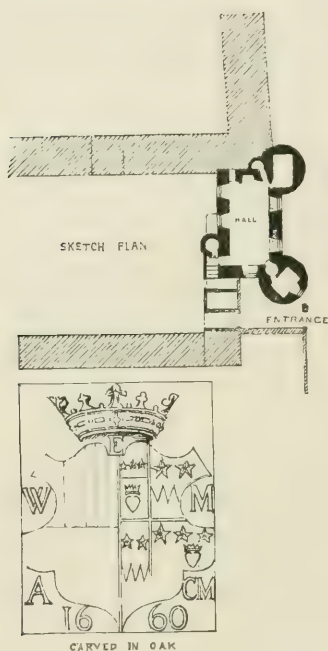 HALL
SKETCH PLAN
ENTRANCE
E
W M
A CM
16 60
CARVED IN OAK